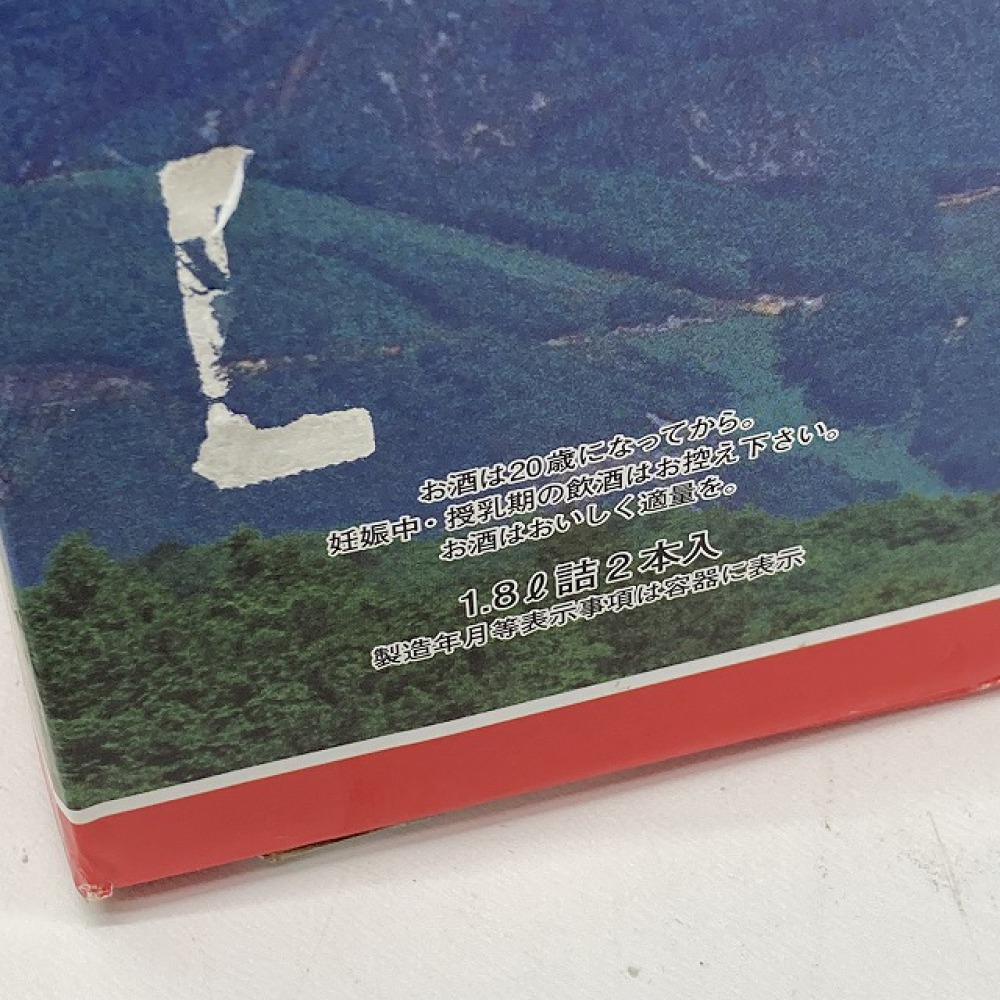 お酒は20歳になってから。
妊娠中・授乳期の飲酒はお控え下さい。
お酒はおいしく適量を。
1.8ℓ詰2本入
製造年月等表示事項は容器に表示